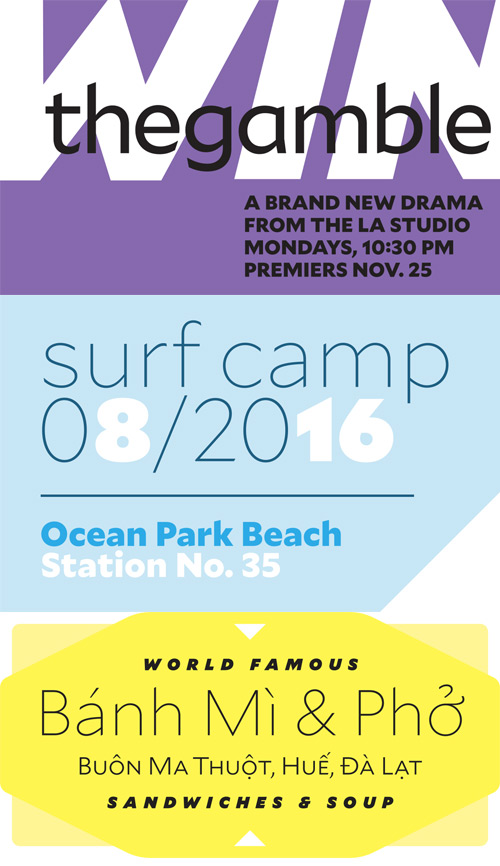 WIN
thegamble
A BRAND NEW DRAMA
FROM THE LA STUDIO
MONDAYS, 10:30 PM
PREMIERS NOV. 25
surf camp
08/2016
Ocean Park Beach
Station No. 35
WORLD FAMOUS
Bánh Mì & Phở
BUÔN MA THUỘT, HUẾ, ĐÀ LẠT
SANDWICHES & SOUP